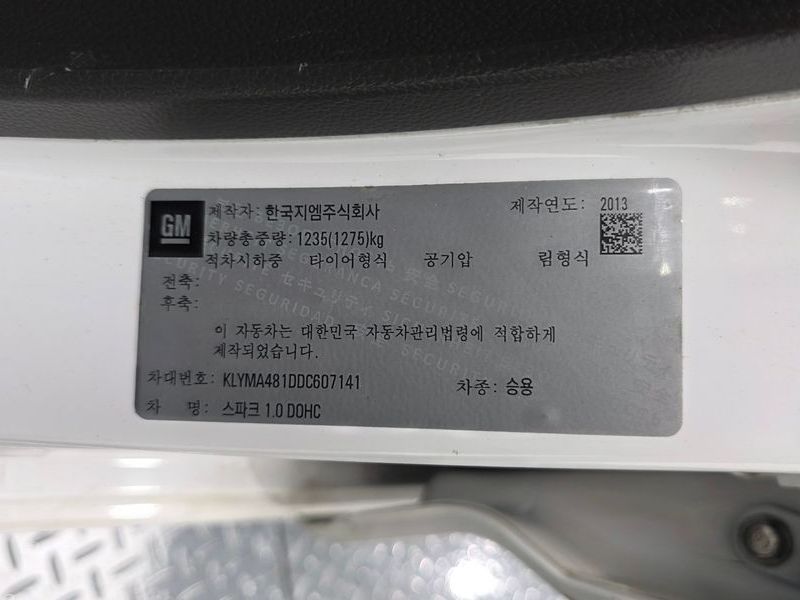 GM
제작자: 한국지엠주식회사 제작연도: 2013
차량총중량: 1235(1275)kg
적차시하중 타이어형식 공기압 림형식
전축:
후축:
이 자동차는 대한민국 자동차관리법령에 적합하게
제작되었습니다.
차대번호: KLYMA481DDC607141 차종: 승용
차 명: 스파크 1.0 DOHC